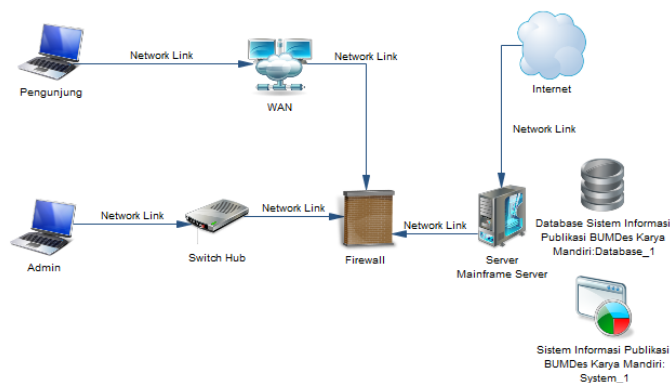 Network Link
Network Link
Pengunjung
WAN
Internet
Network Link
Network Link
Network Link
Network Link
Admin
Switch Hub
Firewall
Server
Mainframe Server
Database Sistem Informasi
Publikasi BUMDes Karya
Mandiri:Database_1
Sistem Informasi Publikasi
BUMDes Karya Mandiri:
System_1